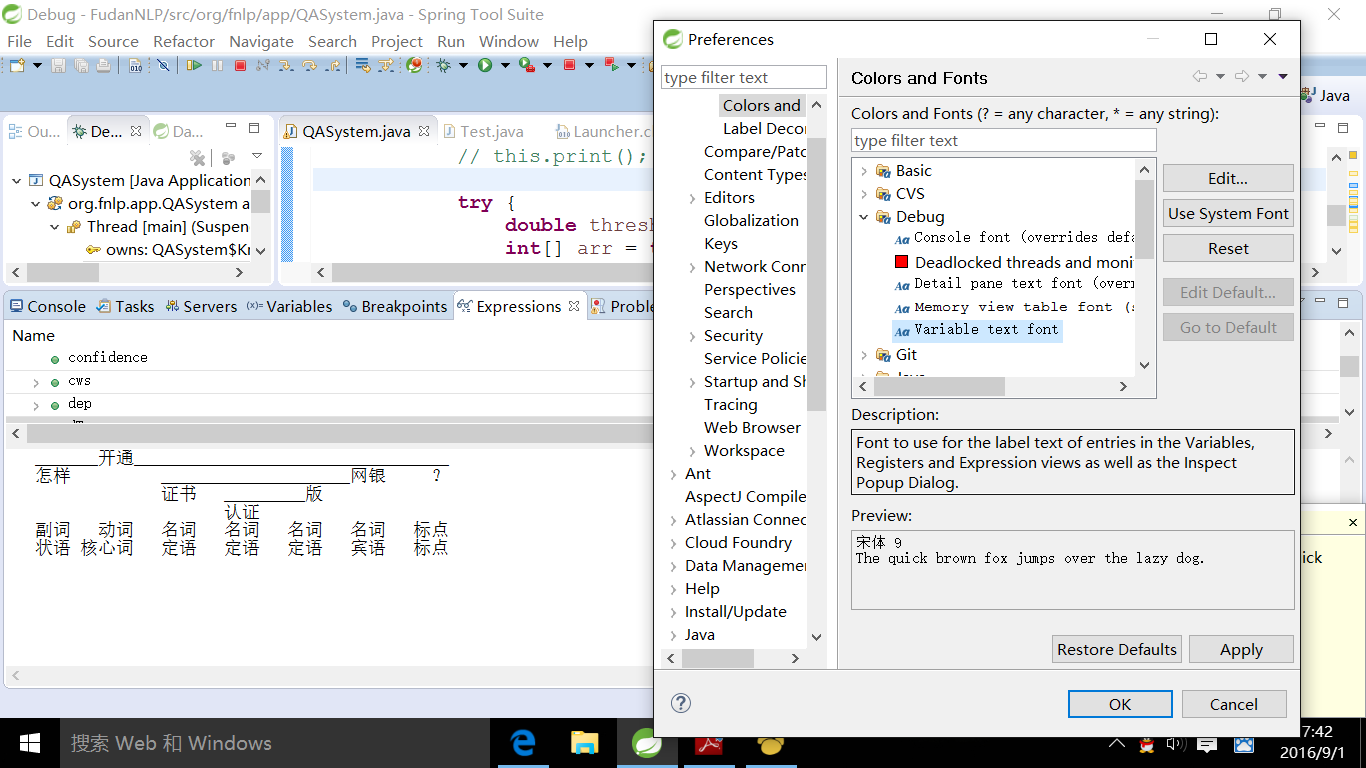 Debug - FudanNLP/src/org/fnlp/app/QASystem.java - Spring Tool Suite
File Edit Source Refactor Navigate Search Project Run Window Help
Java
Ou... De... Da...
QASystem [Java Application
org.fnlp.app.QASystem a
Thread [main] (Suspen
owns: QASystem$Kn
QASystem.java Test.java Launcher.c
// this.print();
try {
double thresh
int[] arr =
Console Tasks Servers Variables Breakpoints Expressions Proble
Name
confidence
cws
dep
开通
怎样 网银 ?
证书 版
认证
副词 动词 名词 名词 名词 名词 标点
状语 核心词 定语 定语 定语 宾语 标点
Preferences
type filter text
Colors and
Label Decor
Compare/Patc
Content Types
Editors
Globalization
Keys
Network Conn
Perspectives
Search
Security
Service Policie
Startup and Sh
Tracing
Web Browser
Workspace
Ant
AspectJ Compile
Atlassian Connec
Cloud Foundry
Data Managemen
Help
Install/Update
Java
Colors and Fonts
Colors and Fonts (? = any character, * = any string):
type filter text
Basic
CVS
Debug
Console font (overrides defa
Deadlocked threads and moni
Detail pane text font (overr
Memory view table font (s
Variable text font
Git
Java
Edit...
Use System Font
Reset
Edit Default...
Go to Default
Description:
Font to use for the label text of entries in the Variables,
Registers and Expression views as well as the Inspect
Popup Dialog.
Preview:
宋体 9
The quick brown fox jumps over the lazy dog.
Restore Defaults Apply
OK Cancel
ick
搜索 Web 和 Windows
7:42
2016/9/1